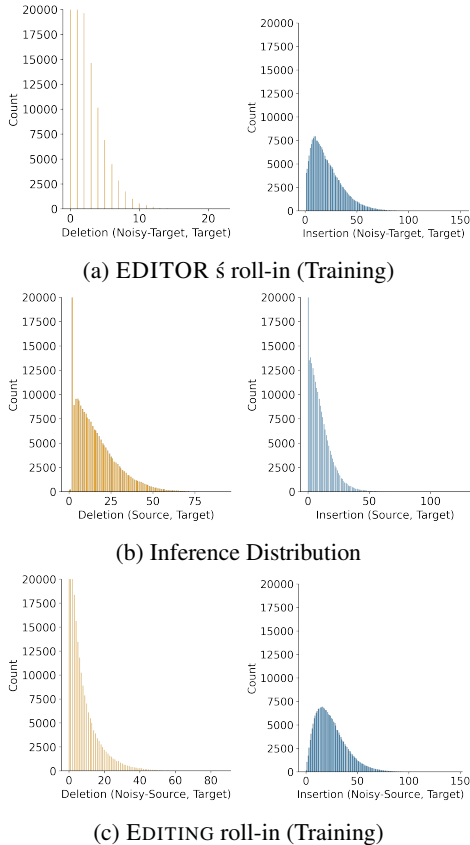 20000
17500
15000
12500
10000
7500
5000
2500
0
Count
0 10 20
Deletion (Noisy-Target, Target)
20000
17500
15000
12500
10000
7500
5000
2500
0
Count
0 50 100 150
Insertion (Noisy-Target, Target)
(a) EDITOR ś roll-in (Training)
20000
17500
15000
12500
10000
7500
5000
2500
0
Count
0 25 50 75
Deletion (Source, Target)
20000
17500
15000
12500
10000
7500
5000
2500
0
Count
0 50 100
Insertion (Source, Target)
(b) Inference Distribution
20000
17500
15000
12500
10000
7500
5000
2500
0
Count
0 20 40 60 80
Deletion (Noisy-Source, Target)
20000
17500
15000
12500
10000
7500
5000
2500
0
Count
0 50 100 150
Insertion (Noisy-Source, Target)
(c) EDITING roll-in (Training)